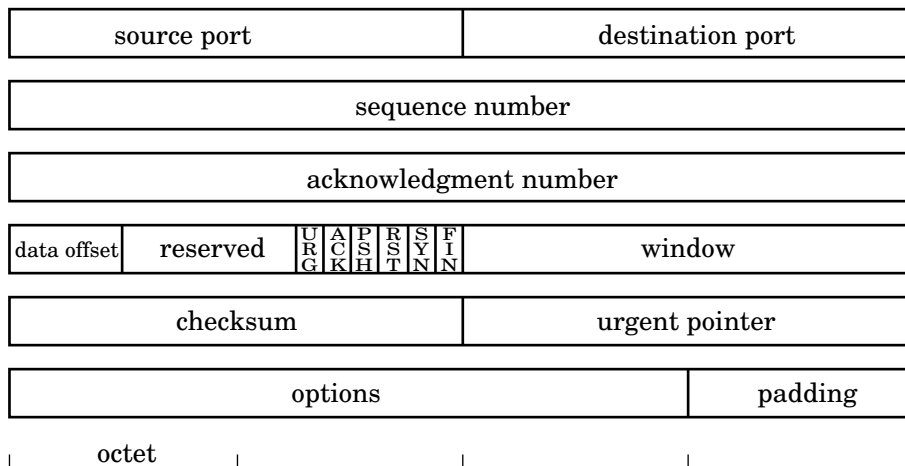 source port destination port
sequence number
acknowledgment number
data offset reserved URG ACK PSH RST SYN FIN window
checksum urgent pointer
options padding
octet